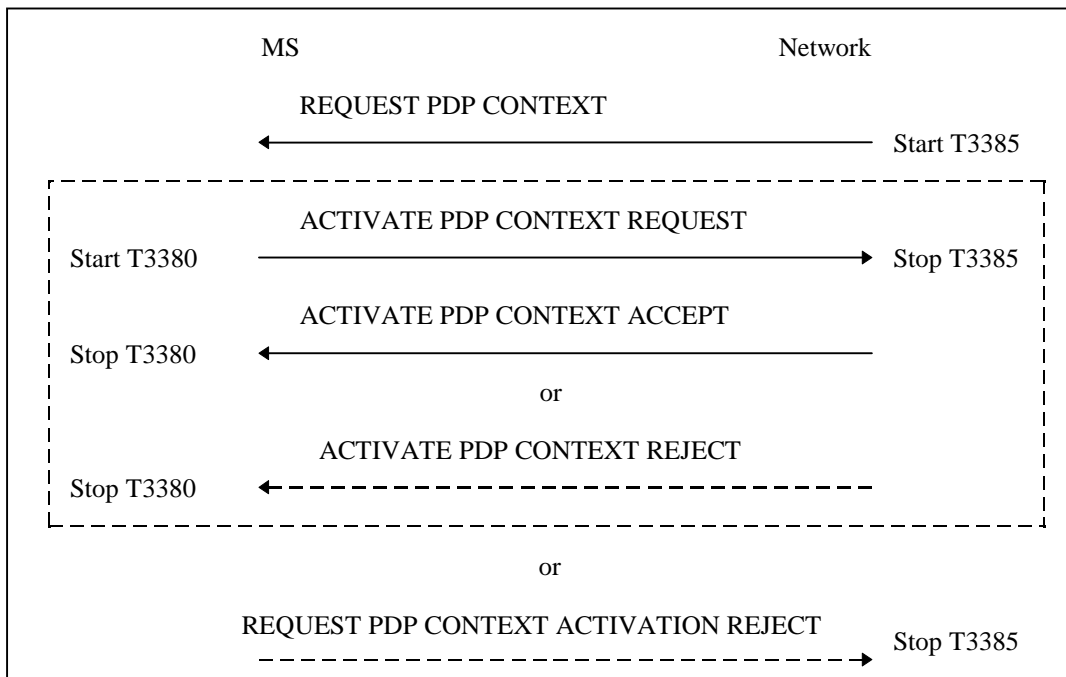 MS Network
REQUEST PDP CONTEXT
Start T3385
ACTIVATE PDP CONTEXT REQUEST
Start T3380 Stop T3385
ACTIVATE PDP CONTEXT ACCEPT
Stop T3380
or
ACTIVATE PDP CONTEXT REJECT
Stop T3380
or
REQUEST PDP CONTEXT ACTIVATION REJECT
Stop T3385